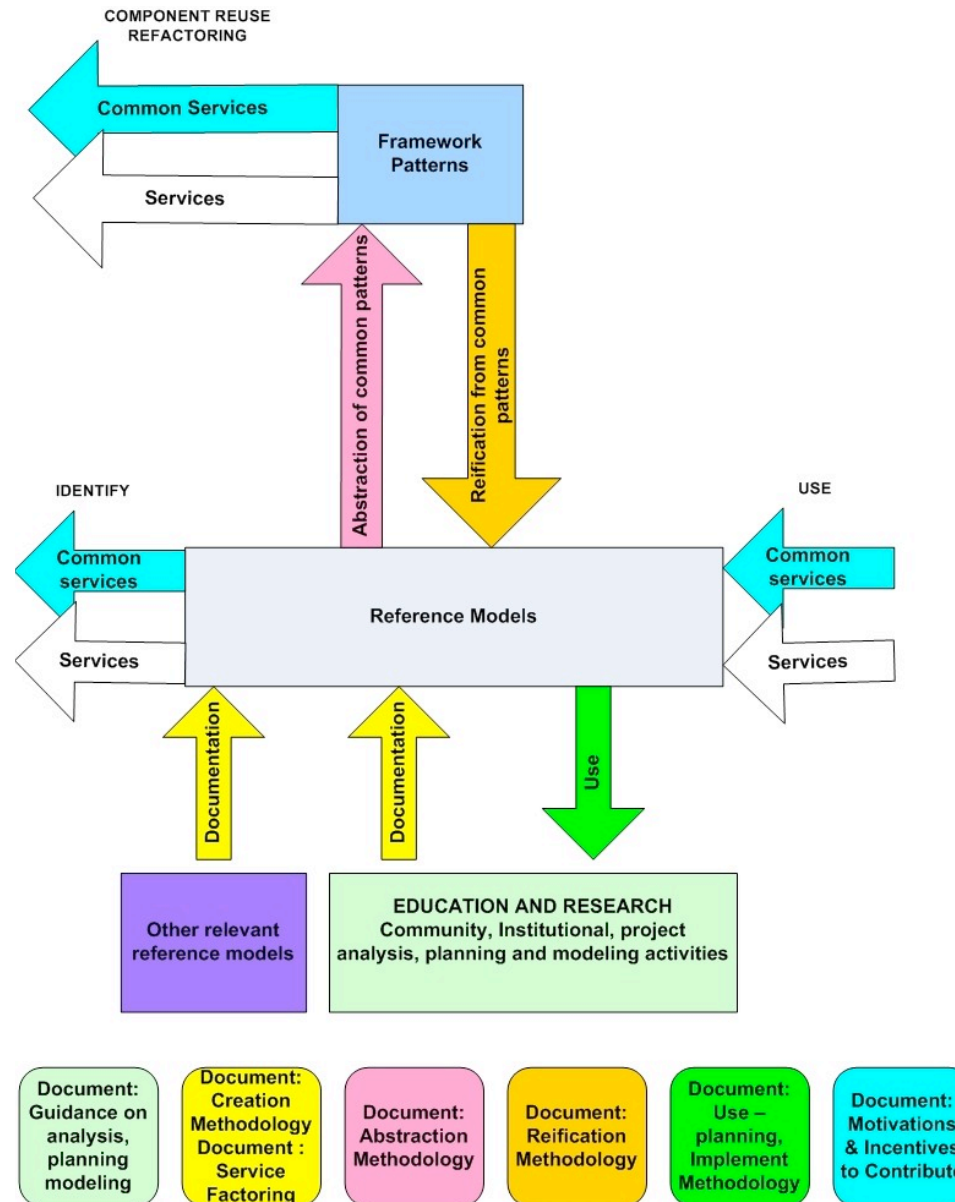 COMPONENT REUSE
REFACTORING
Common Services
Services
Framework
Patterns
Abstraction of common patterns
Reification from common
patterns
IDENTIFY
USE
Common
services
Services
Reference Models
Common
services
Services
Documentation
Documentation
Use
Other relevant
reference models
EDUCATION AND RESEARCH
Community, Institutional, project
analysis, planning and modeling activities
Document:
Guidance on
analysis,
planning
modeling
Document:
Creation
Methodology
Document :
Service
Factoring
Document:
Abstraction
Methodology
Document:
Reification
Methodology
Document:
Use –
planning,
Implement
Methodology
Document:
Motivations
& Incentives
to Contribute